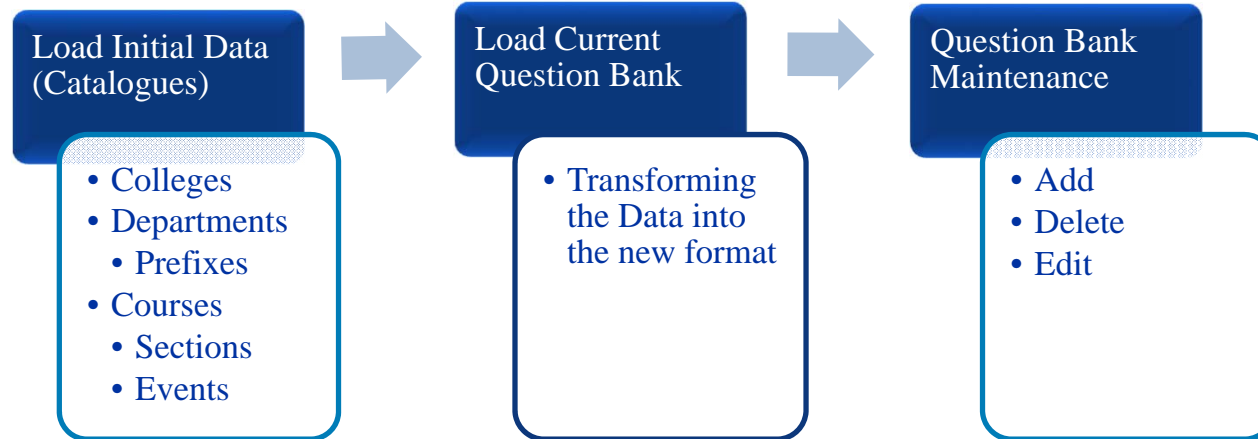 Load Initial Data
(Catalogues)
• Colleges
• Departments
• Prefixes
• Courses
• Sections
• Events
Load Current
Question Bank
• Transforming
the Data into
the new format
Question Bank
Maintenance
• Add
• Delete
• Edit